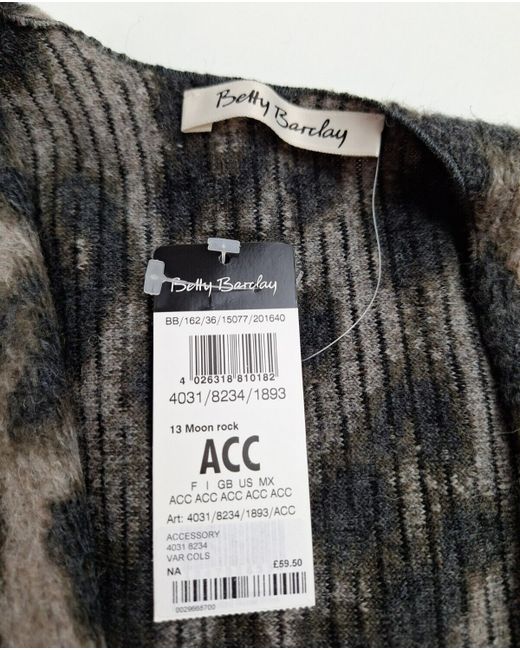 Betty Barclay
Betty Barclay
BB/162/36/15077/201640
4 026318 810182
4031/8234/1893
13 Moon rock
ACC
F I GB US MX
ACC ACC ACC ACC ACC
Art: 4031/8234/1893/ACC
ACCESSORY
4031 8234
VAR COLS
NA £59.50
0029665700